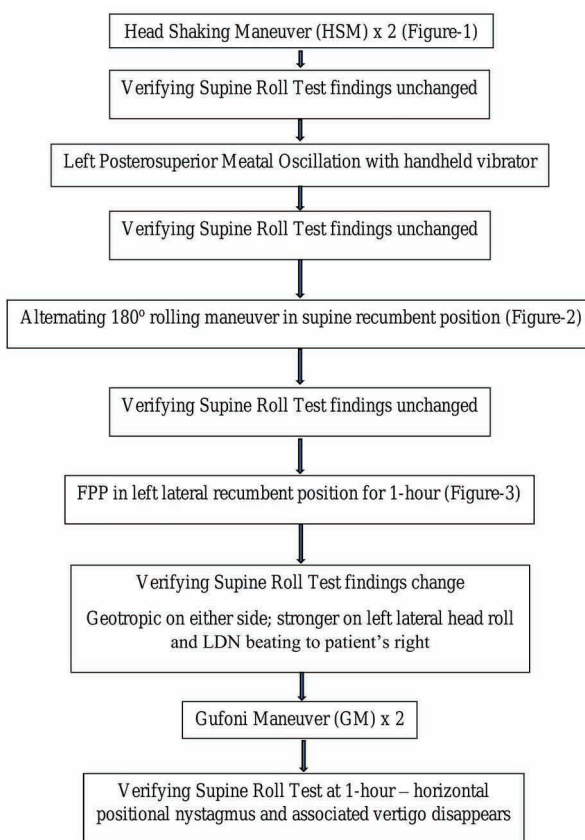 Head Shaking Maneuver (HSM) x 2 (Figure-1)
Verifying Supine Roll Test findings unchanged
Left Posterosuperior Meatal Oscillation with handheld vibrator
Verifying Supine Roll Test findings unchanged
Alternating 180º rolling maneuver in supine recumbent position (Figure-2)
Verifying Supine Roll Test findings unchanged
FPP in left lateral recumbent position for 1-hour (Figure-3)
Verifying Supine Roll Test findings change
Geotropic on either side; stronger on left lateral head roll
and LDN beating to patient’s right
Gufoni Maneuver (GM) x 2
Verifying Supine Roll Test at 1-hour – horizontal
positional nystagmus and associated vertigo disappears